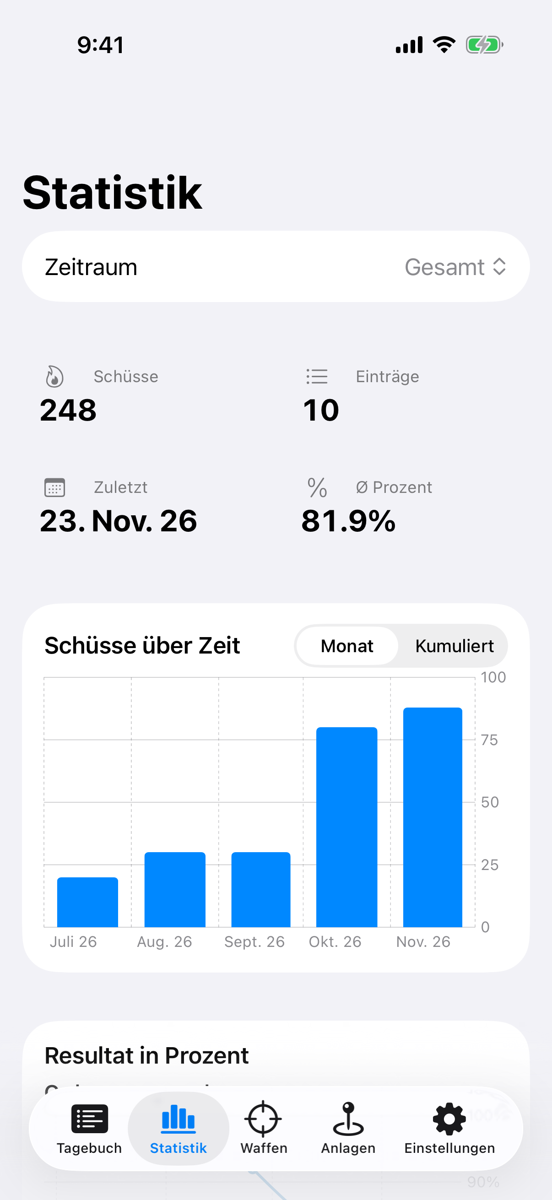 9:41
Statistik
Zeitraum Gesamt
Schüsse Einträge
248 10
Zuletzt Ø Prozent
23. Nov. 26 81.9%
Schüsse über Zeit Monat Kumuliert
100
75
50
25
0
Juli 26 Aug. 26 Sept. 26 Okt. 26 Nov. 26
Resultat in Prozent
100%
Tagebuch Statistik Waffen Anlagen Einstellungen
90%